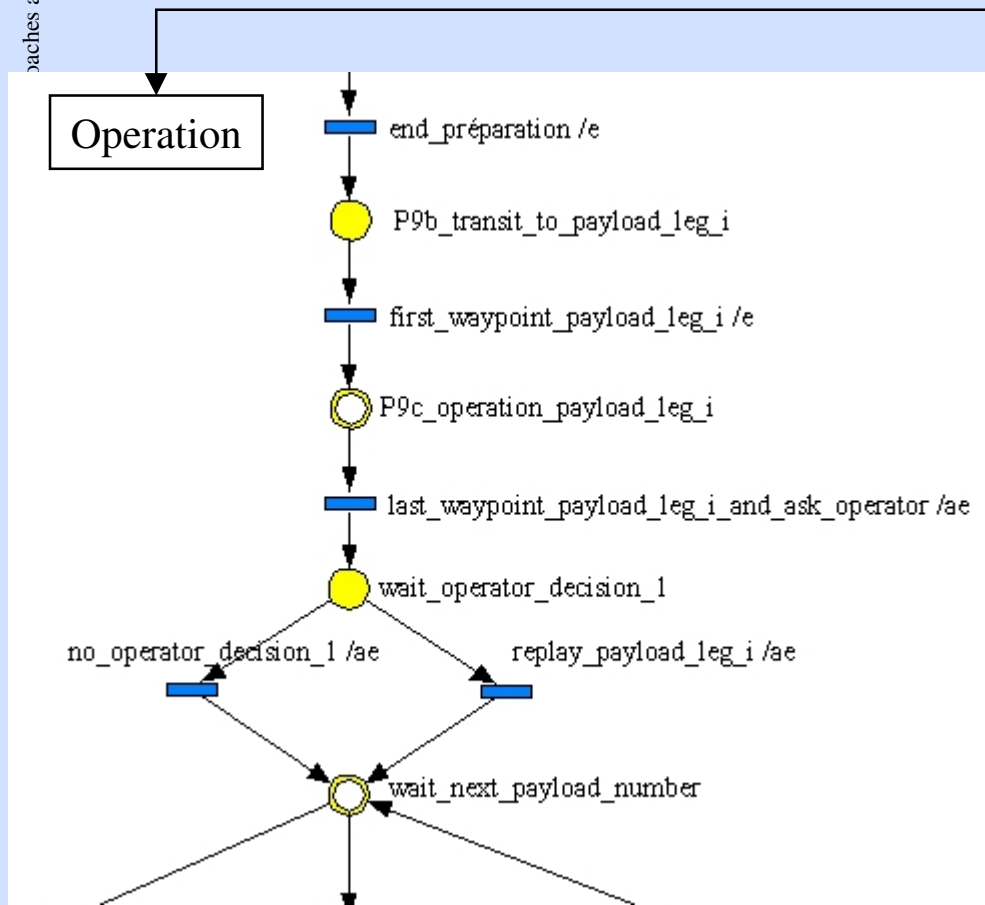 Operation
end_préparation /e
P9b_transit_to_payload_leg_i
first_waypoint_payload_leg_i /e
P9c_operation_payload_leg_i
last_waypoint_payload_leg_i_and_ask_operator /ae
wait_operator_decision_1
no_operator_decision_1 /ae
replay_payload_leg_i /ae
wait_next_payload_number